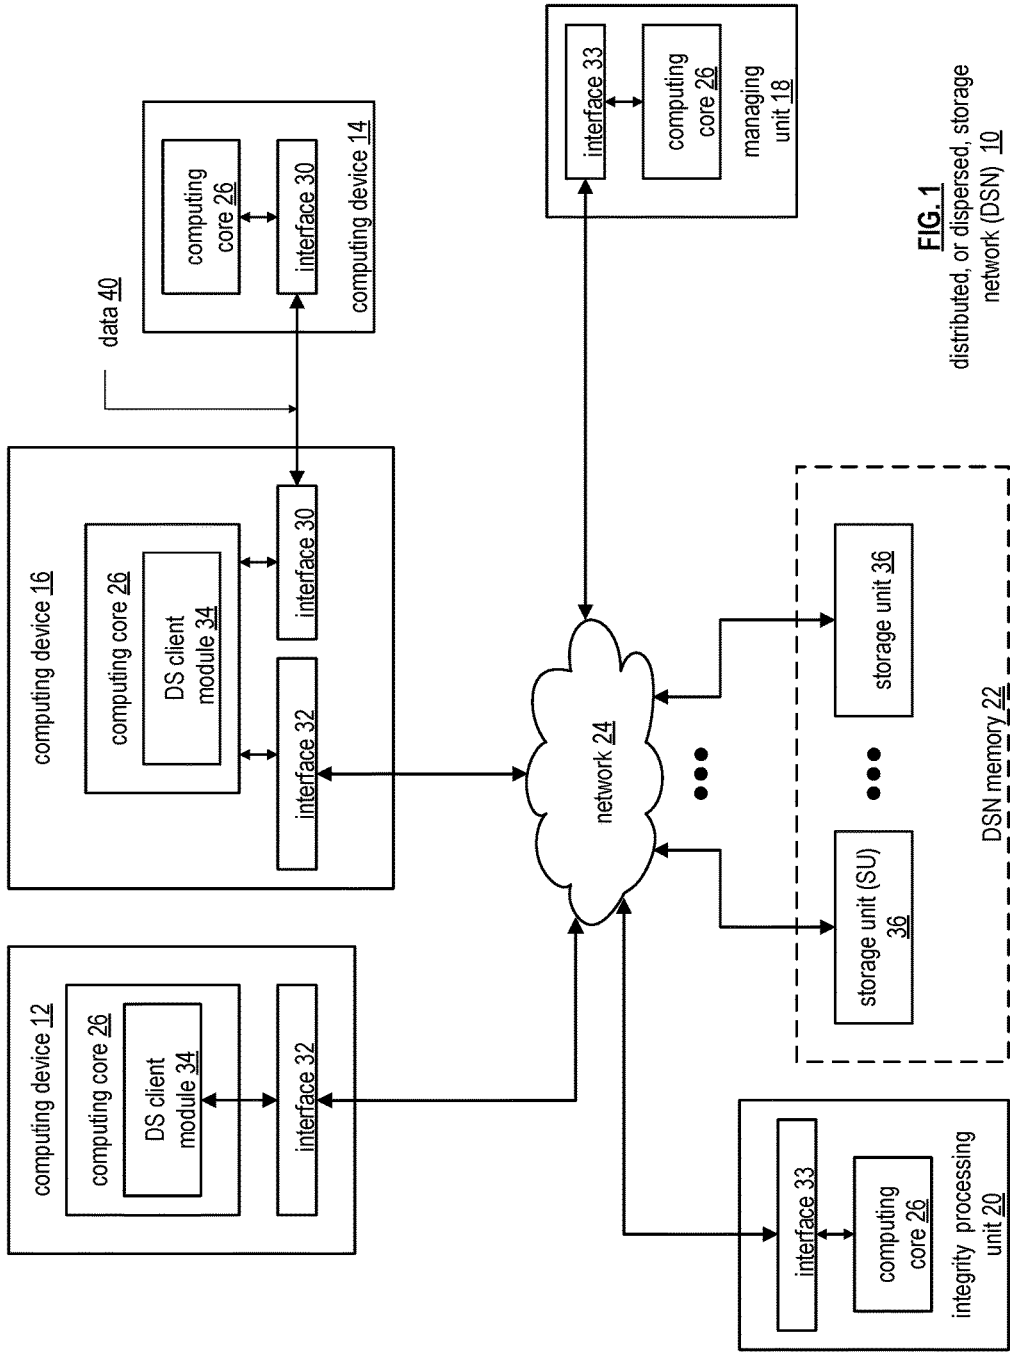 computing device 12
computing core 26
DS client
module 34
interface 32
computing device 16
computing core 26
DS client
module 34
interface 32
interface 30
data 40
computing
core 26
interface 30
computing device 14
network 24
interface 33
computing
core 26
managing
unit 18
interface 33
computing
core 26
integrity processing
unit 20
storage unit (SU)
36
storage unit 36
DSN memory 22
FIG. 1
distributed, or dispersed, storage
network (DSN) 10